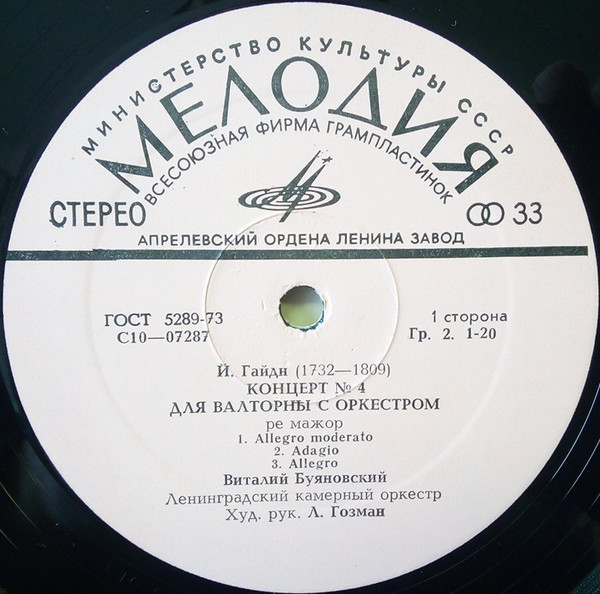 МИНИСТЕРСТВО КУЛЬТУРЫ СССР
МЕЛОДИЯ
ВСЕСОЮЗНАЯ ФИРМА ГРАМПЛАСТИНОК
СТЕРЕО
33
АПРЕЛЕВСКИЙ ОРДЕНА ЛЕНИНА ЗАВОД
ГОСТ 5289-73
С10—07287
1 сторона
Гр. 2. 1-20
Й. Гайдн (1732—1809)
КОНЦЕРТ № 4
ДЛЯ ВАЛТОРНЫ С ОРКЕСТРОМ
ре мажор
1. Allegro moderato
2. Adagio
3. Allegro
Виталий Буяновский
Ленинградский камерный оркестр
Худ. рук. Л. Гозман